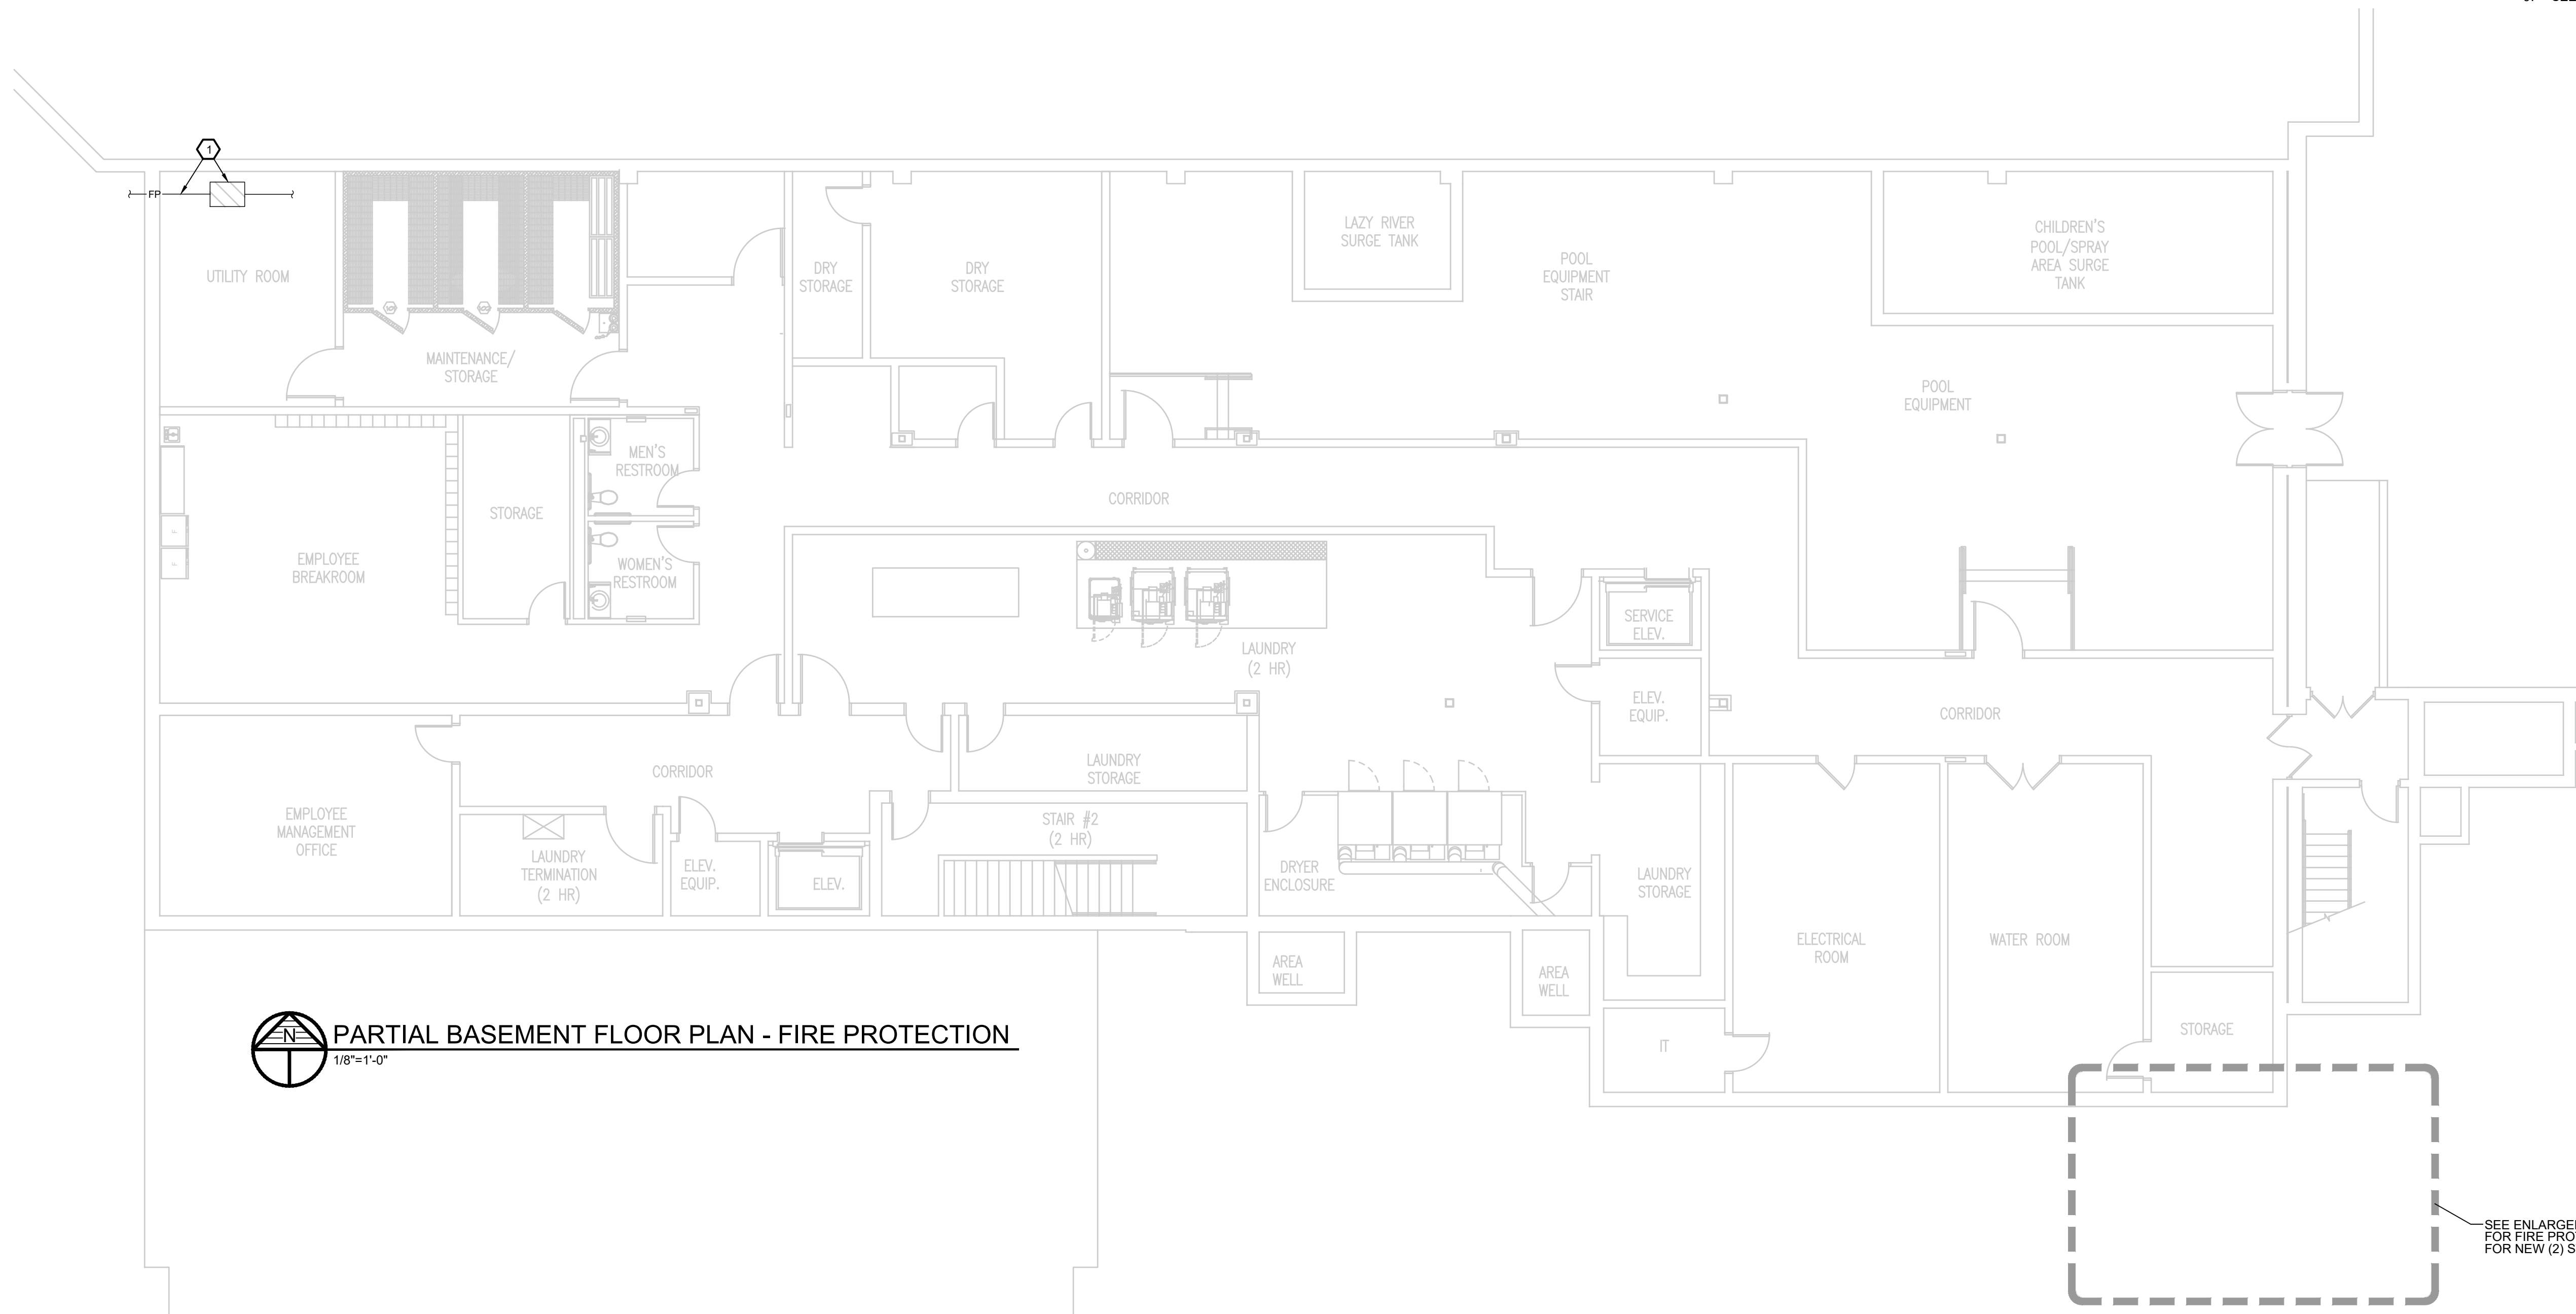 1
FP
UTILITY ROOM
MAINTENANCE/
STORAGE
DRY
STORAGE
DRY
STORAGE
LAZY RIVER
SURGE TANK
POOL
EQUIPMENT
STAIR
CHILDREN'S
POOL/SPRAY
AREA SURGE
TANK
POOL
EQUIPMENT
MEN'S
RESTROOM
STORAGE
CORRIDOR
EMPLOYEE
BREAKROOM
F
F
WOMEN'S
RESTROOM
SERVICE
ELEV.
LAUNDRY
(2 HR)
ELEV.
EQUIP.
CORRIDOR
CORRIDOR
LAUNDRY
STORAGE
EMPLOYEE
MANAGEMENT
OFFICE
STAIR #2
(2 HR)
LAUNDRY
TERMINATION
(2 HR)
ELEV.
EQUIP.
ELEV.
DRYER
ENCLOSURE
LAUNDRY
STORAGE
ELECTRICAL
ROOM
WATER ROOM
AREA
WELL
AREA
WELL
STORAGE
IT
N
PARTIAL BASEMENT FLOOR PLAN - FIRE PROTECTION
1/8"=1'-0"
SEE ENLARGE
FOR FIRE PRO
FOR NEW (2) S